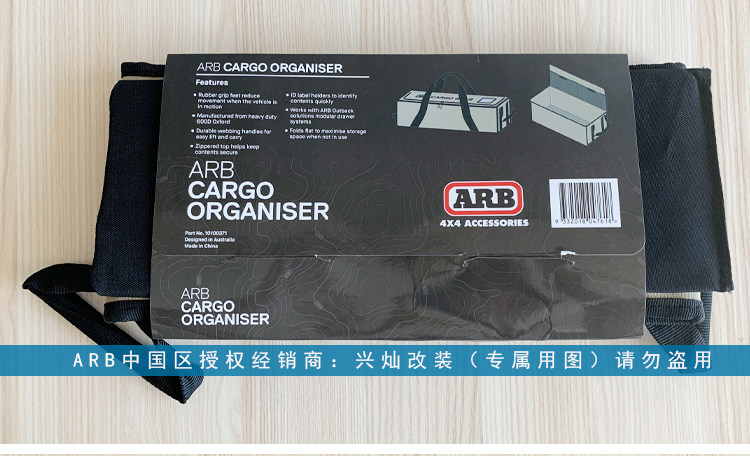 ARB CARGO ORGANISER
Features
• Rubber grip feet reduce
movement when the vehicle is
in motion
• Manufactured from heavy duty
600D Oxford
• Durable webbing handles for
easy lift and carry
• Zippered top helps keep
contents secure
• ID label holders to identify
contents quickly
• Works with ARB Outback
solutions modular drawer
systems
• Folds flat to maximise storage
space when not in use
CARGO GEAR
ARB
CARGO
ORGANISER
Part No. 10100371
Designed in Australia
Made in China
ARB
4X4 ACCESSORIES
9 332018 047618 >
ARB
CARGO
ORGANISER
ARB中国区授权经销商：兴灿改装（专属用图）请勿盗用